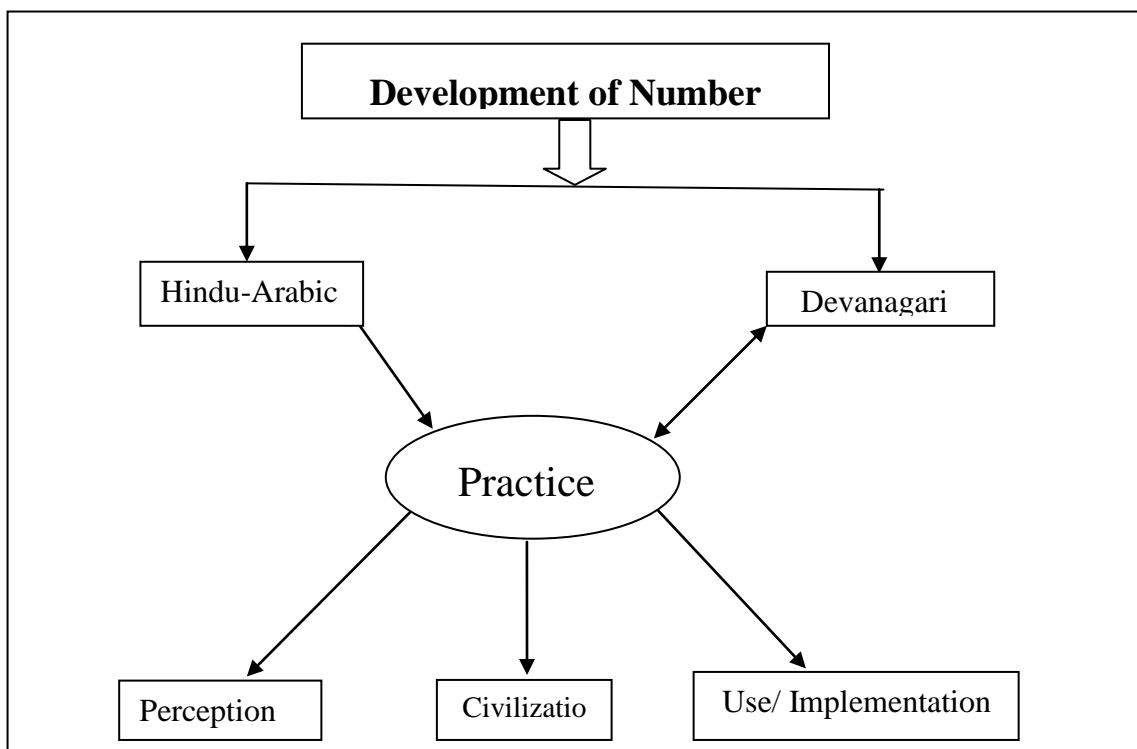 Development of Number
Hindu-Arabic
Devanagari
Practice
Perception
Civilizatio
Use/ Implementation